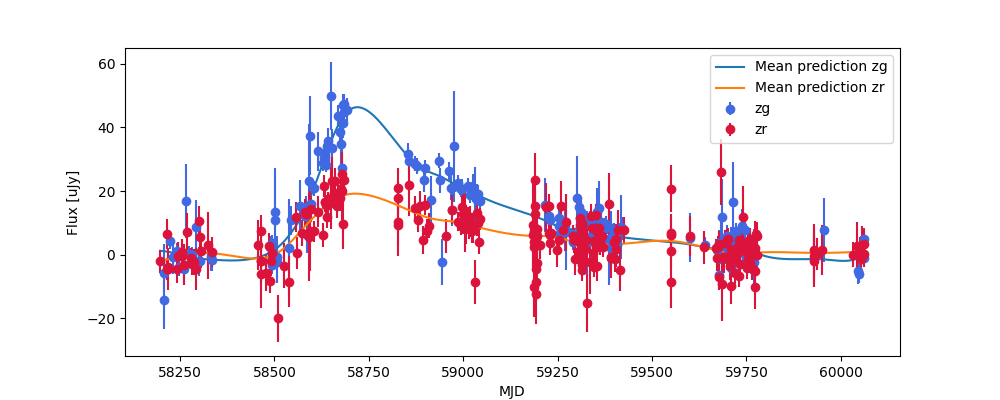 60
40
20
0
−20
Flux [uJy]
58250 58500 58750 59000 59250 59500 59750 60000
MJD
Mean prediction zg
Mean prediction zr
zg
zr